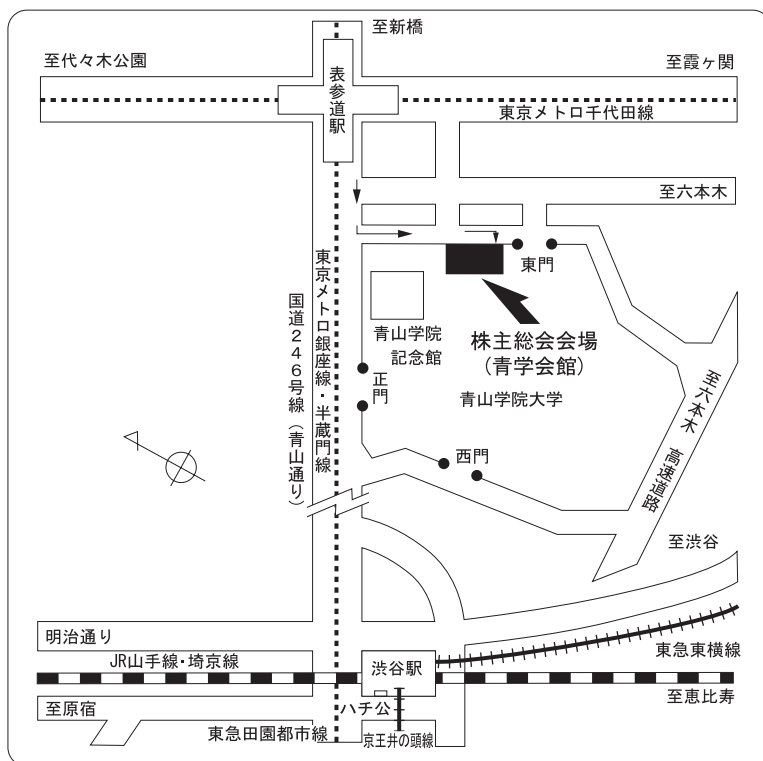 至新橋
至代々木公園
至霞ヶ関
表参道駅
東京メトロ千代田線
至六本木
東門
東京メトロ銀座線・半蔵門線
国道246号線(青山通り)
青山学院
記念館
株主総会会場
(青学会館)
正門
青山学院大学
至六本木 高速道路
西門
至渋谷
明治通り
JR山手線・埼京線
渋谷駅
東急東横線
至恵比寿
至原宿
ハチ公
東急田園都市線
京王井の頭線